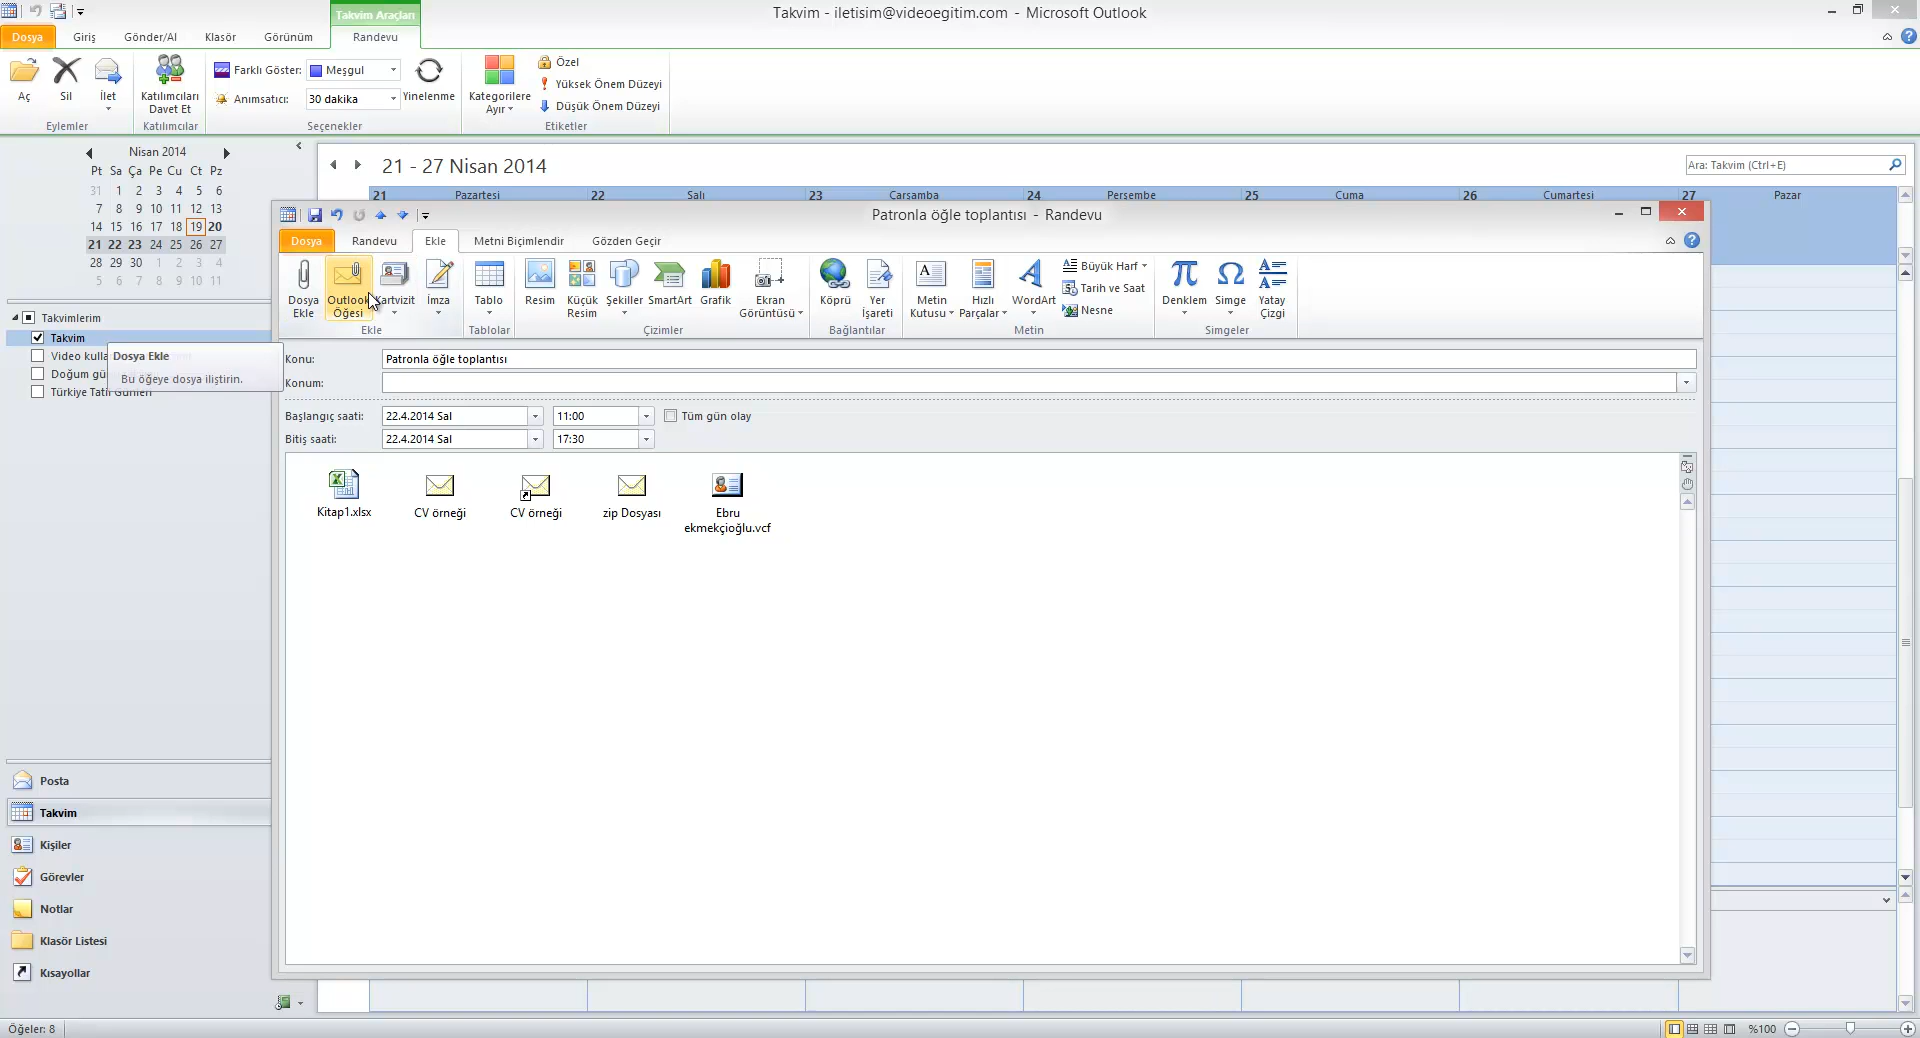 Takvim Araçları
Takvim - iletisim@videoegitim.com - Microsoft Outlook
Dosya Giriş Gönder/Al Klasör Görünüm Randevu
Aç Sil İlet Katılımcıları Davet Et Farklı Göster: Meşgul Anımsatıcı: 30 dakika Yinelenme Kategorilere Ayır Özel
Yüksek Önem Düzeyi
Düşük Önem Düzeyi
Eylemler Katılımcılar Seçenekler Etiketler
Nisan 2014
Pt Sa Ça Pe Cu Ct Pz
31 1 2 3 4 5 6
7 8 9 10 11 12 13
14 15 16 17 18 19 20
21 22 23 24 25 26 27
28 29 30 1 2 3 4
5 6 7 8 9 10 11
Takvimlerim
Takvim
Video kulla
Doğum gü
Türkiye Tatil Günleri
Dosya Ekle
Bu öğeye dosya iliştirin.
Posta
Takvim
Kişiler
Görevler
Notlar
Klasör Listesi
Kısayollar
21 - 27 Nisan 2014
Ara: Takvim (Ctrl+E)
21 Pazartesi 22 Salı 23 Çarşamba 24 Perşembe 25 Cuma 26 Cumartesi 27 Pazar
Patronla öğle toplantısı - Randevu
Dosya Randevu Ekle Metni Biçimlendir Gözden Geçir
Dosya Ekle Outlook Öğesi Kartvizit İmza Tablo Resim Küçük Resim Şekiller SmartArt Grafik Ekran Görüntüsü Köprü Yer İşareti Metin Kutusu Hızlı Parçalar WordArt Büyük Harf
Tarih ve Saat
Nesne
Denklem Simge Yatay Çizgi
Ekle Tablolar Çizimler Bağlantılar Metin Simgeler
Konu: Patronla öğle toplantısı
Konum:
Başlangıç saati: 22.4.2014 Sal 11:00 Tüm gün olay
Bitiş saati: 22.4.2014 Sal 17:30
Kitap1.xlsx CV örneği CV örneği zip Dosyası Ebru
ekmekçioğlu.vcf
Öğeler: 8
%100